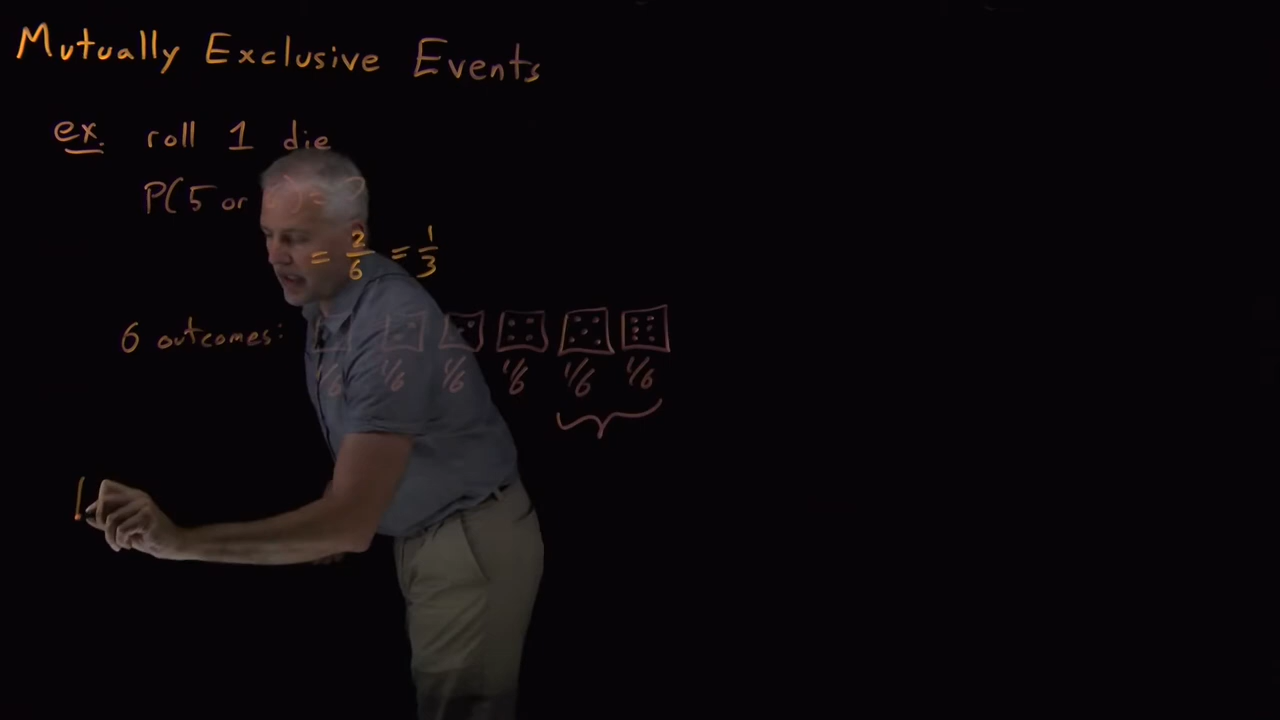 Mutually Exclusive Events
ex. roll 1 die
P(5 or 6) = ?
= 2/6 = 1/3
6 outcomes:
1/6 1/6 1/6 1/6 1/6 1/6